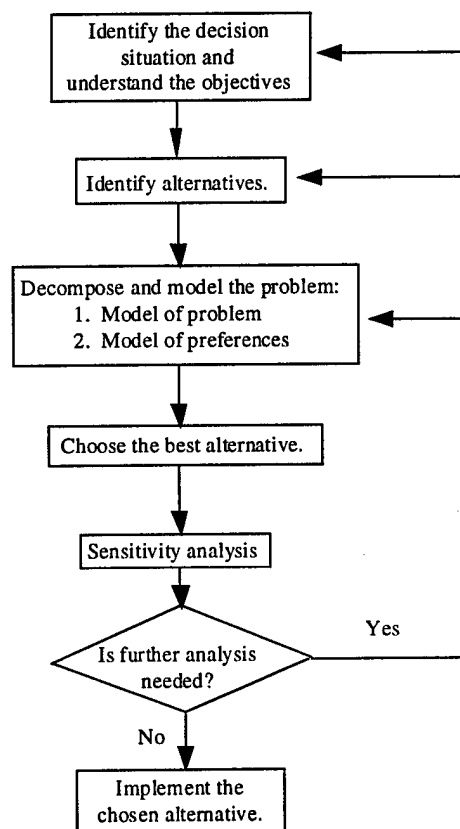 Identify the decision
situation and
understand the objectives
Identify alternatives.
Decompose and model the problem:
1. Model of problem
2. Model of preferences
Choose the best alternative.
Sensitivity analysis
Is further analysis
needed?
Yes
No
Implement the
chosen alternative.